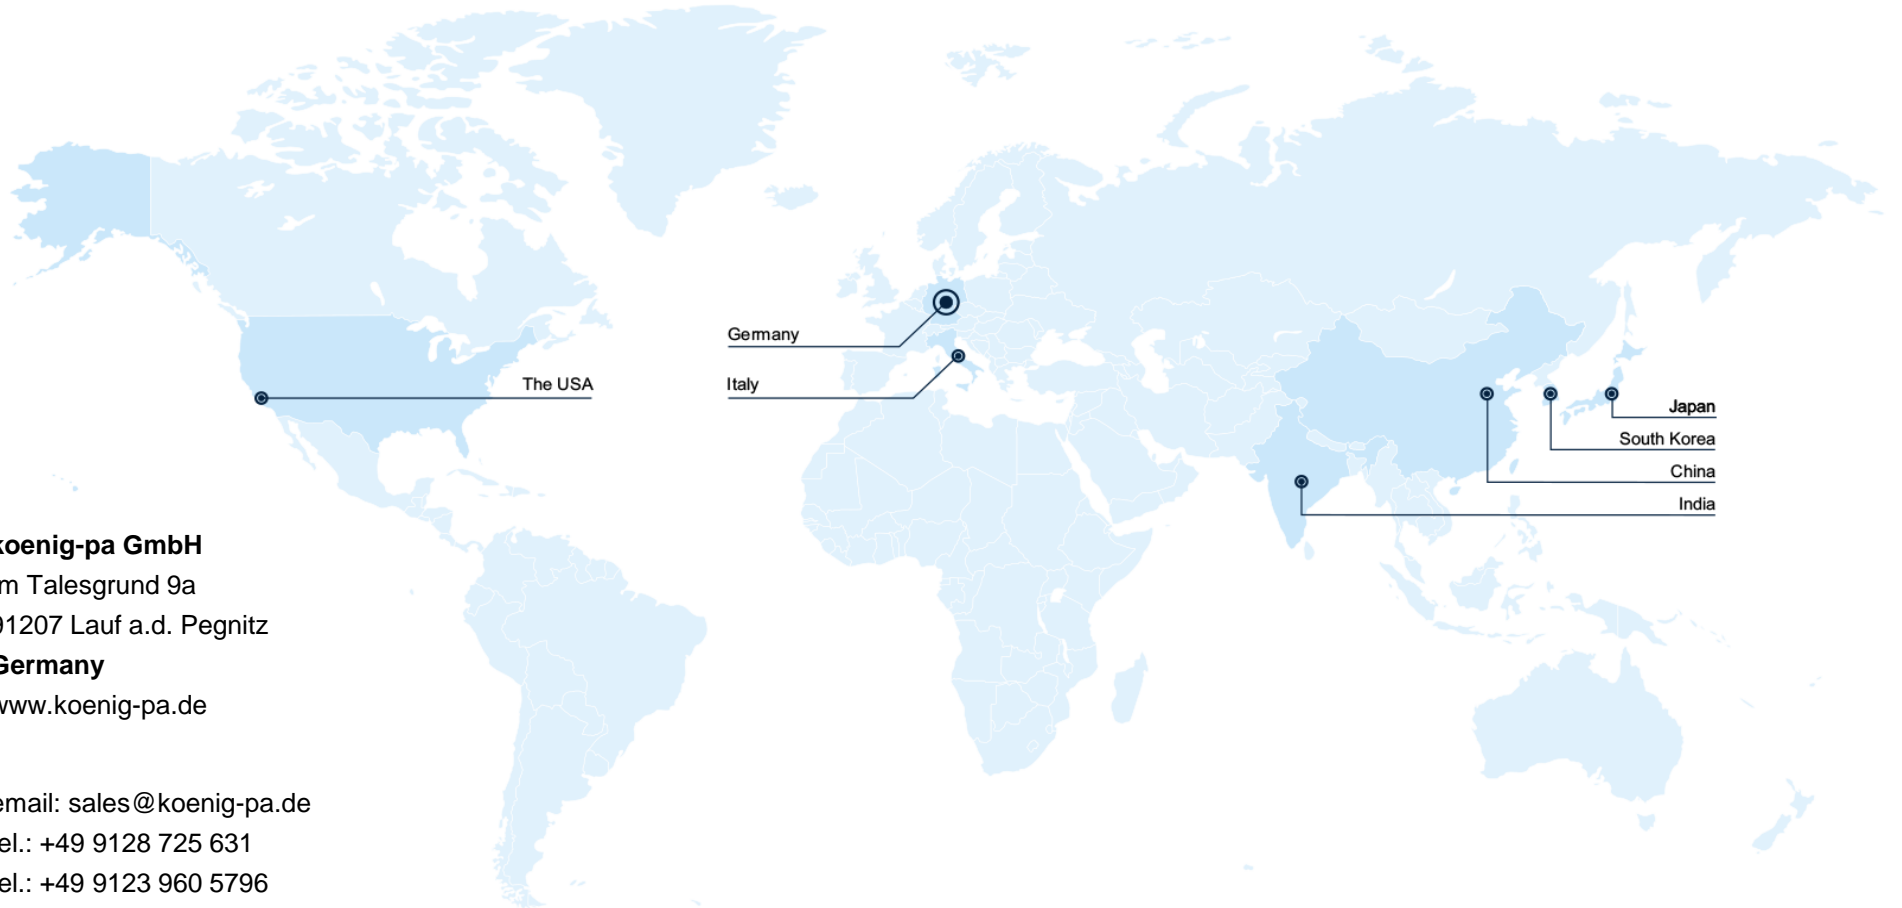 Germany
Italy
The USA
Japan
South Korea
China
India
koenig-pa GmbH
m Talesgrund 9a
91207 Lauf a.d. Pegnitz
Germany
www.koenig-pa.de
email: sales@koenig-pa.de
el.: +49 9128 725 631
el.: +49 9123 960 5796